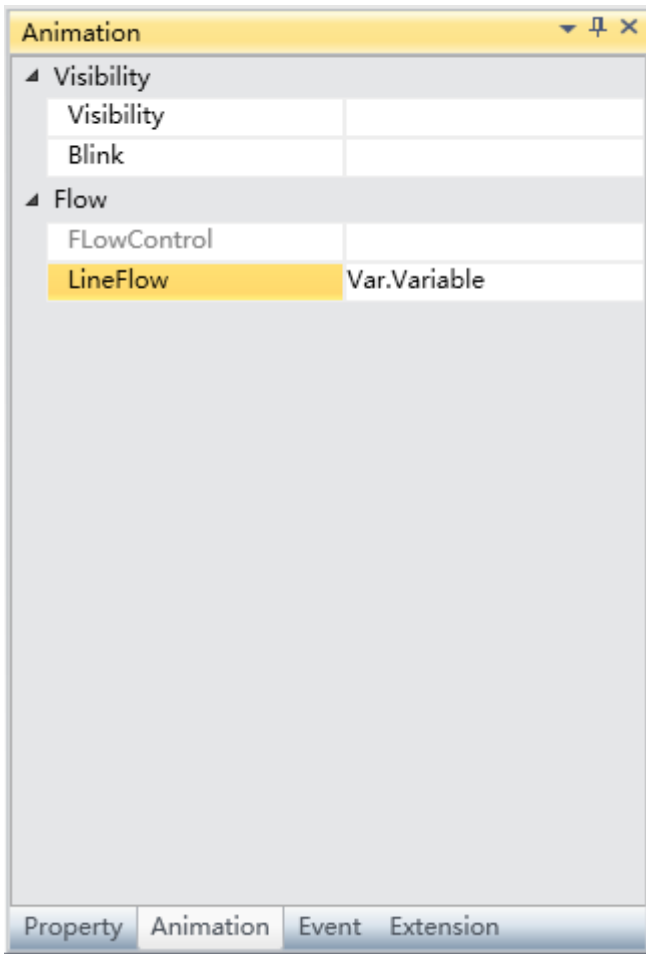 Animation
Visibility
Visibility
Blink
Flow
FLowControl
LineFlow Var.Variable
Property Animation Event Extension